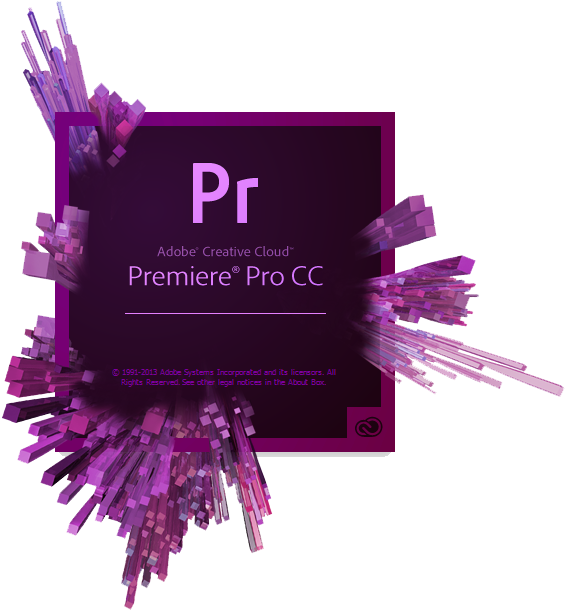 Pr
Adobe® Creative Cloud™
Premiere® Pro CC
© 1991-2013 Adobe Systems Incorporated and its licensors. All
Rights Reserved. See other legal notices in the About Box.